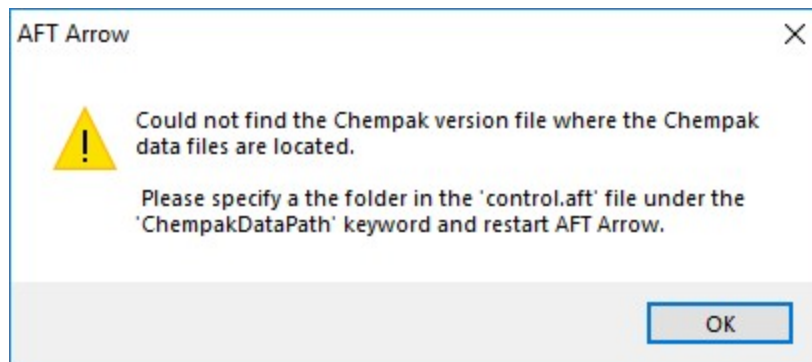 AFT Arrow
Could not find the Chempak version file where the Chempak
data files are located.
Please specify a the folder in the 'control.aft' file under the
'ChempakDataPath' keyword and restart AFT Arrow.
OK